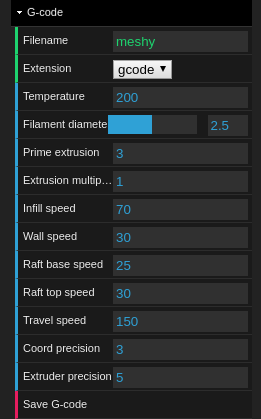 G-code
Filename meshy
Extension gcode
Temperature 200
Filament diamete 2.5
Prime extrusion 3
Extrusion multip... 1
Infill speed 70
Wall speed 30
Raft base speed 25
Raft top speed 30
Travel speed 150
Coord precision 3
Extruder precision 5
Save G-code